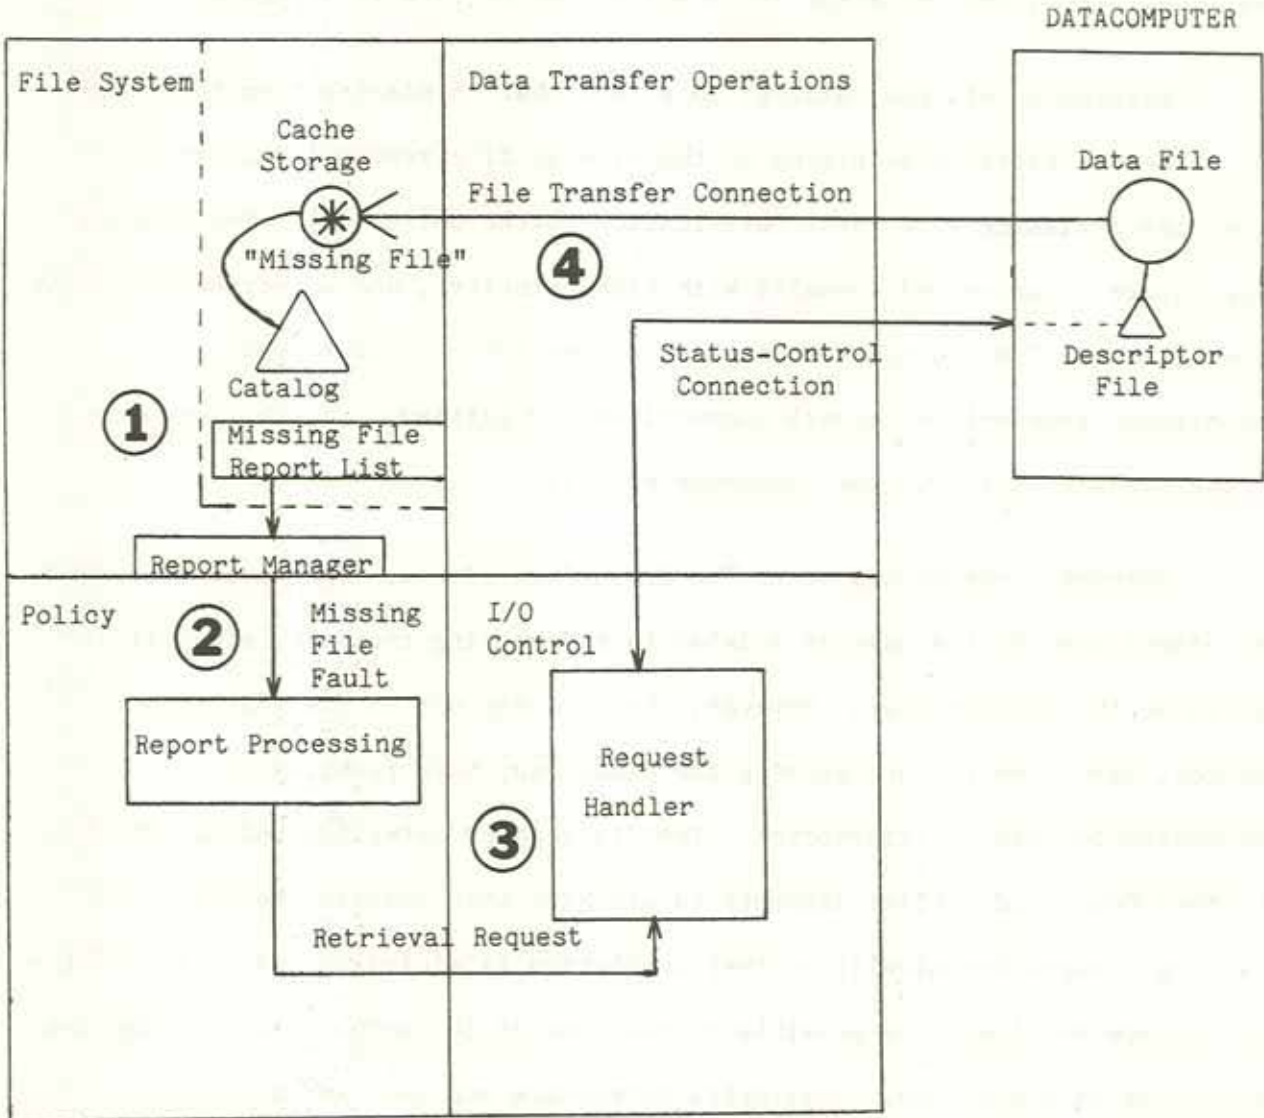 DATACOMPUTER
File System
Data Transfer Operations
Cache
Storage
Data File
File Transfer Connection
"Missing File"
4
Status-Control
Connection
Descriptor
File
Catalog
1
Missing File
Report List
Report Manager
Policy
2
Missing
File
Fault
I/O
Control
Report Processing
Request
Handler
3
Retrieval Request